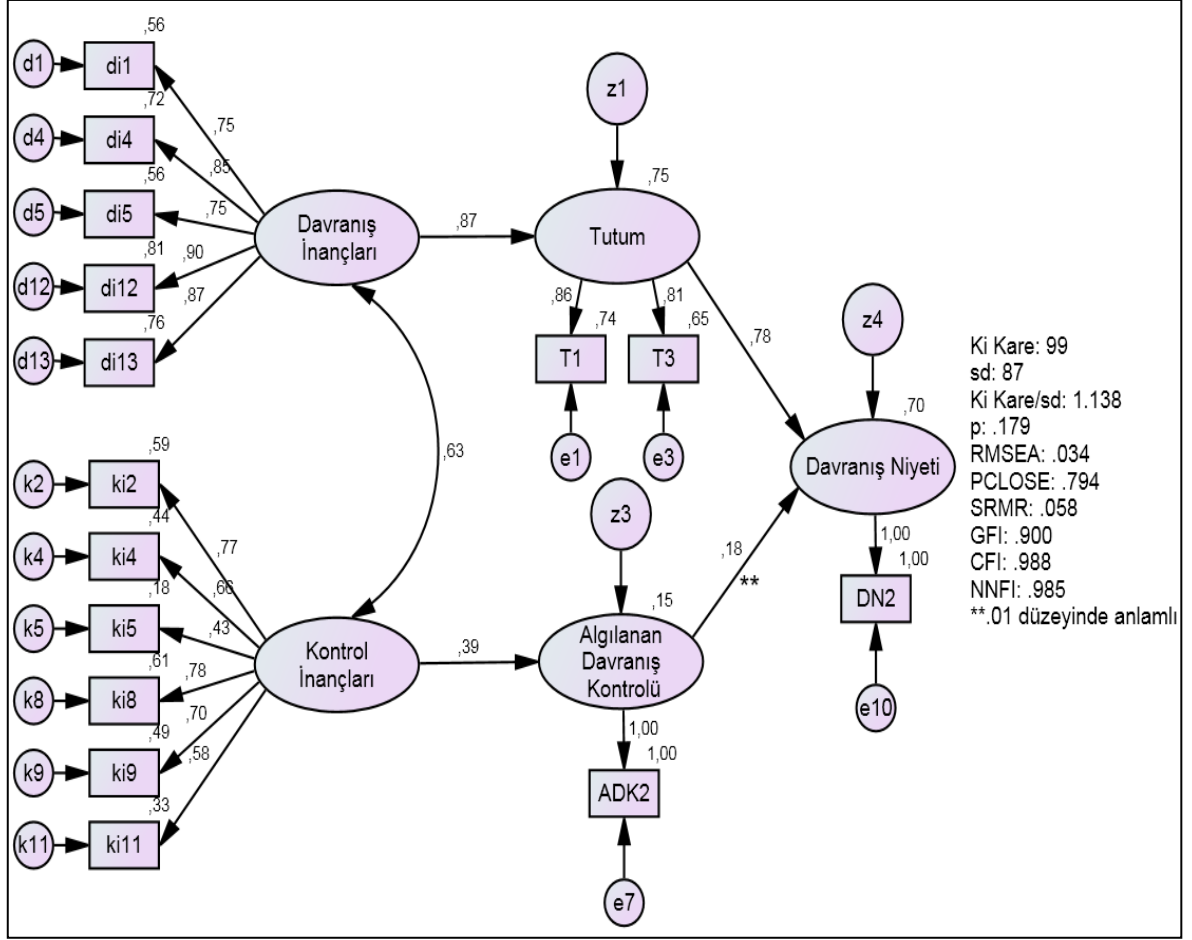 ,56
d1
di1
,72
,75
d4
di4
,85
,56
d5
di5
,75
,81
,90
d12
di12
,87
,76
d13
di13
Davranış
İnançları
,87
z1
,75
Tutum
,86
,81
,74
,65
T1
T3
e1
e3
,78
z4
,70
Davranış Niyeti
1,00
1,00
DN2
e10
,63
,59
k2
ki2
,44
,77
k4
ki4
,66
,18
k5
ki5
,43
,61
,78
k8
ki8
,70
,49
k9
ki9
,58
,33
k11
ki11
Kontrol
İnançları
,39
z3
,15
Algılanan
Davranış
Kontrolü
,18
**
1,00
1,00
ADK2
e7
Ki Kare: 99
sd: 87
Ki Kare/sd: 1.138
p: .179
RMSEA: .034
PCLOSE: .794
SRMR: .058
GFI: .900
CFI: .988
NNFI: .985
**.01 düzeyinde anlamlı